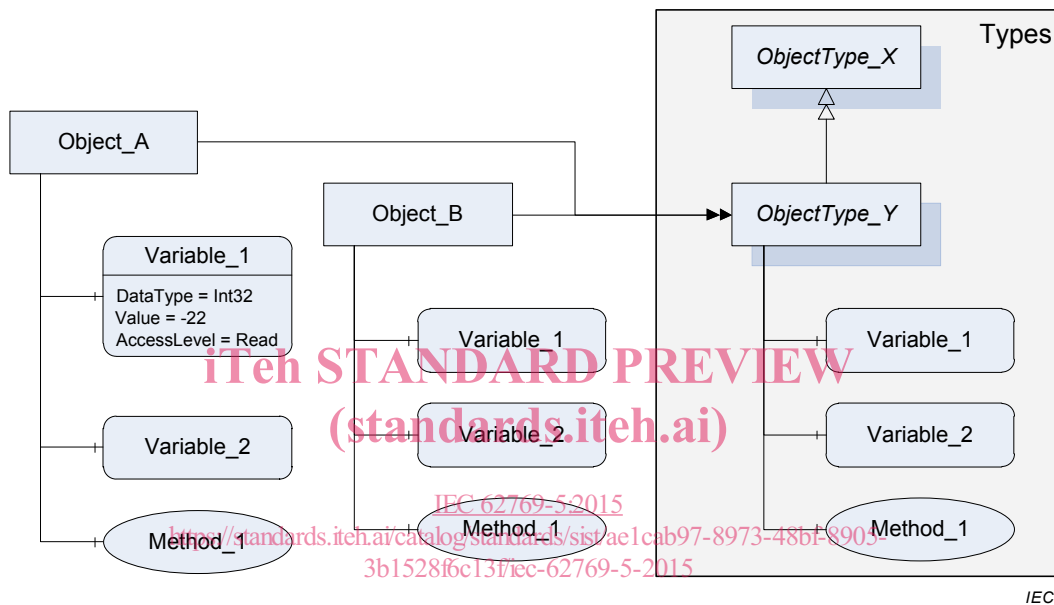 Types
ObjectType_X
Object_A
Object_B
ObjectType_Y
Variable_1
DataType = Int32
Value = -22
AccessLevel = Read
Variable_1
Variable_1
iTeh STANDARD PREVIEW
(standards.iteh.ai)
Variable_2
Variable_2
Variable_2
IEC 62769-5:2015
Method_1
Method_1
Method_1
https://standards.iteh.ai/catalog/standards/sist/ae1cab97-8973-48bf-8905-
3b1528f6c13f/iec-62769-5-2015
IEC